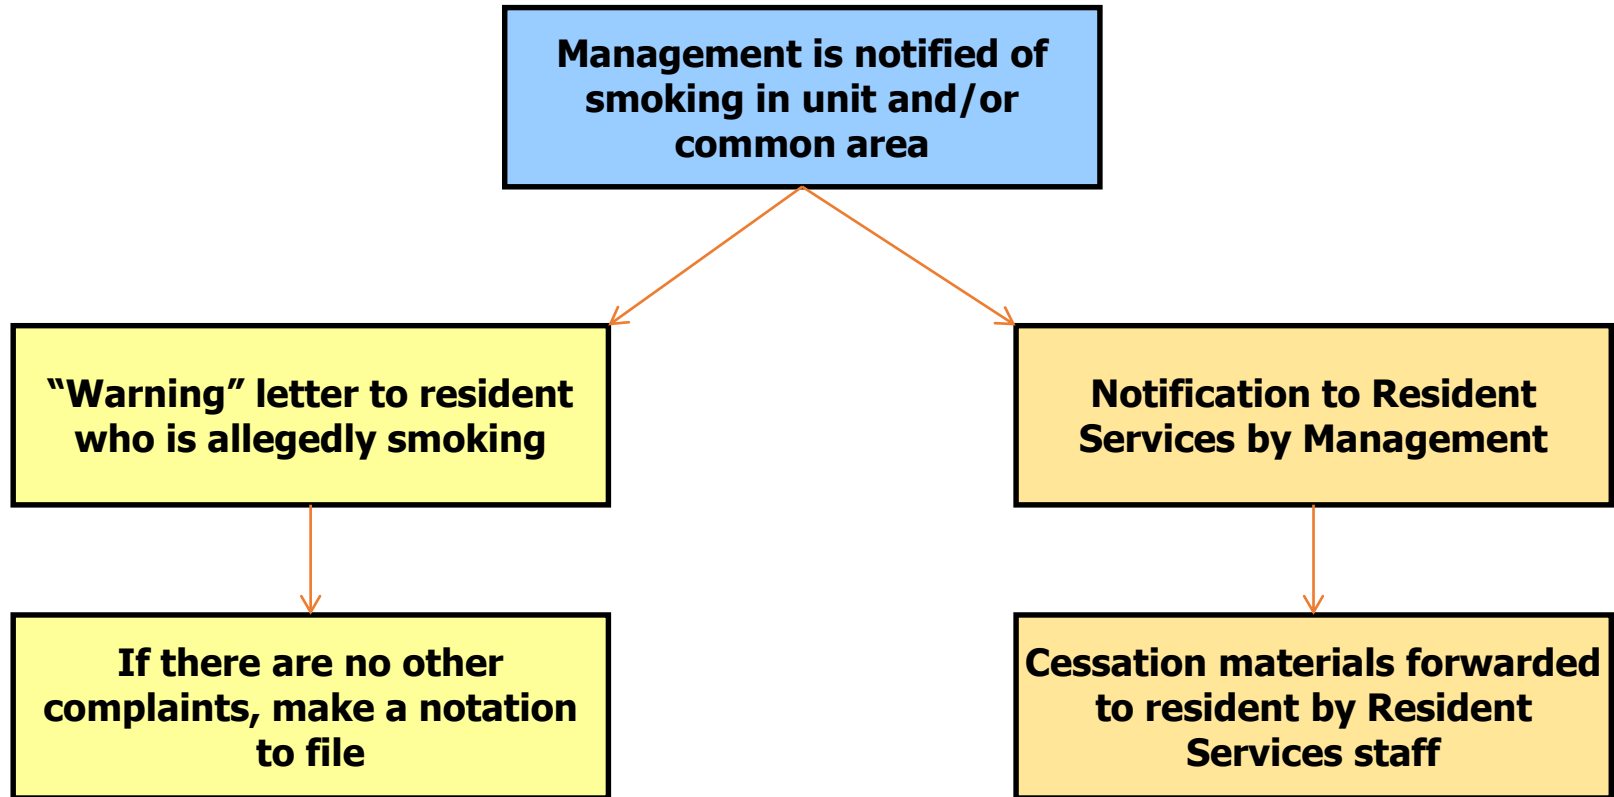 Management is notified of
smoking in unit and/or
common area
“Warning” letter to resident
who is allegedly smoking
Notification to Resident
Services by Management
If there are no other
complaints, make a notation
to file
Cessation materials forwarded
to resident by Resident
Services staff